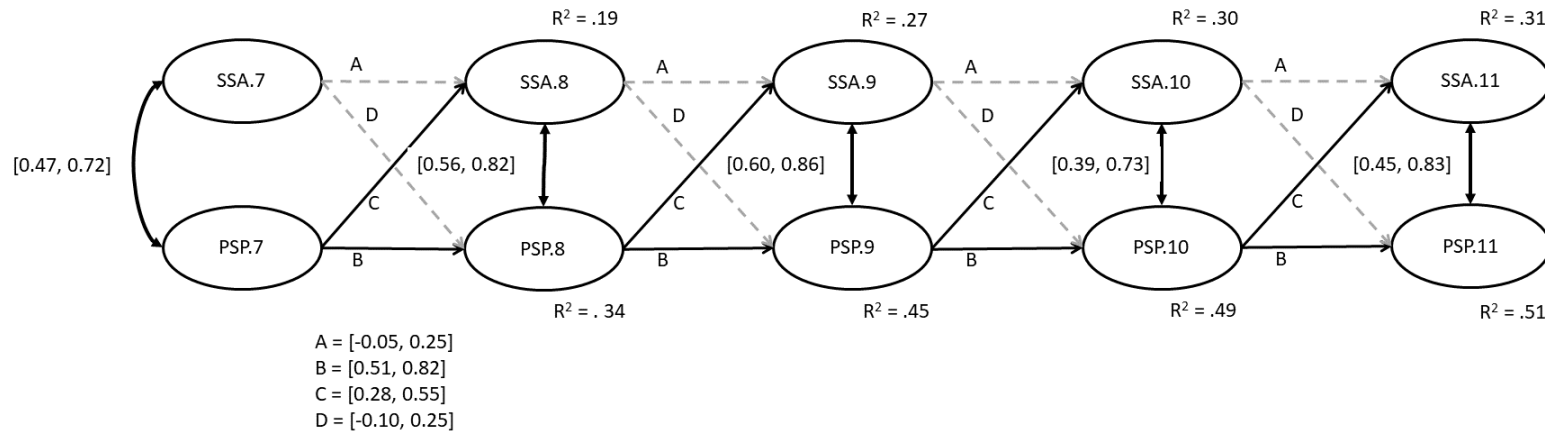 R² = .19
R² = .27
R² = .30
R² = .31
SSA.7
A
SSA.8
A
SSA.9
A
SSA.10
A
SSA.11
D
D
D
D
[0.47, 0.72]
[0.56, 0.82]
[0.60, 0.86]
[0.39, 0.73]
[0.45, 0.83]
C
C
C
C
PSP.7
B
PSP.8
B
PSP.9
B
PSP.10
B
PSP.11
R² = . 34
R² = .45
R² = .49
R² = .51
A = [-0.05, 0.25]
B = [0.51, 0.82]
C = [0.28, 0.55]
D = [-0.10, 0.25]